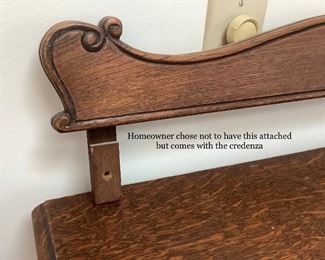 Homeowner chose not to have this attached
but comes with the credenza